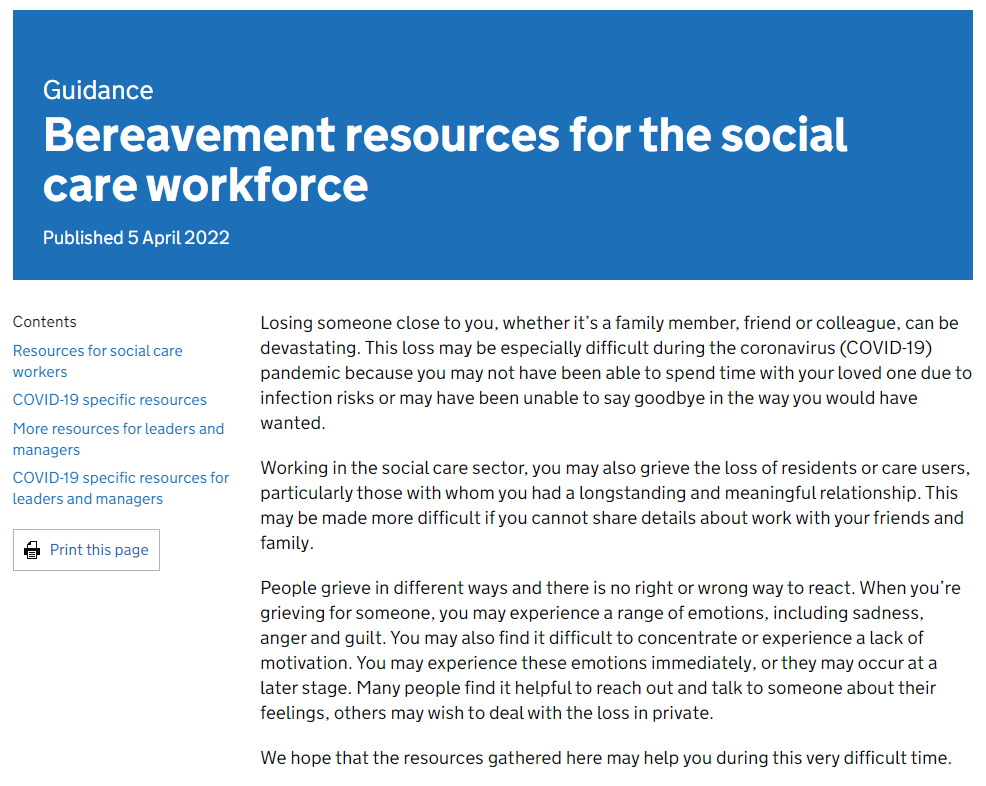 Guidance
Bereavement resources for the social
care workforce
Published 5 April 2022
Contents
Resources for social care
workers
COVID-19 specific resources
More resources for leaders and
managers
COVID-19 specific resources for
leaders and managers
Print this page
Losing someone close to you, whether it’s a family member, friend or colleague, can be
devastating. This loss may be especially difficult during the coronavirus (COVID-19)
pandemic because you may not have been able to spend time with your loved one due to
infection risks or may have been unable to say goodbye in the way you would have
wanted.
Working in the social care sector, you may also grieve the loss of residents or care users,
particularly those with whom you had a longstanding and meaningful relationship. This
may be made more difficult if you cannot share details about work with your friends and
family.
People grieve in different ways and there is no right or wrong way to react. When you’re
grieving for someone, you may experience a range of emotions, including sadness,
anger and guilt. You may also find it difficult to concentrate or experience a lack of
motivation. You may experience these emotions immediately, or they may occur at a
later stage. Many people find it helpful to reach out and talk to someone about their
feelings, others may wish to deal with the loss in private.
We hope that the resources gathered here may help you during this very difficult time.